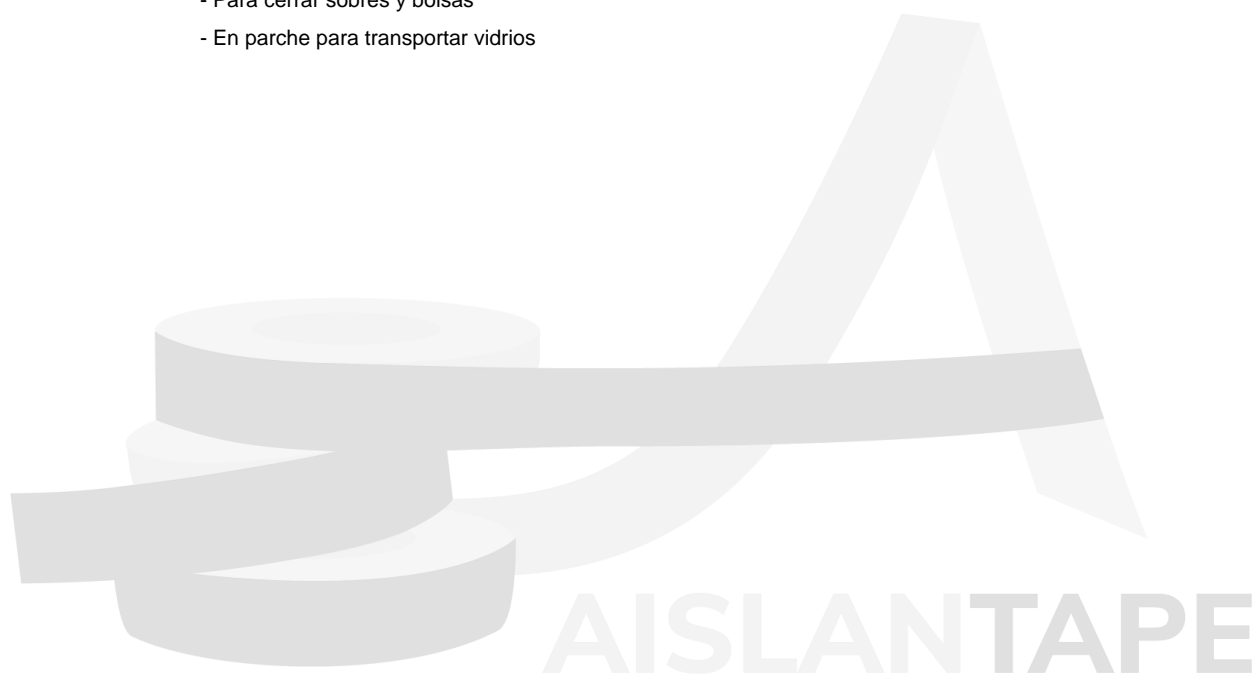 - Para cerrar sobres y bolsas
- En parche para transportar vidrios
AISLANTAPE